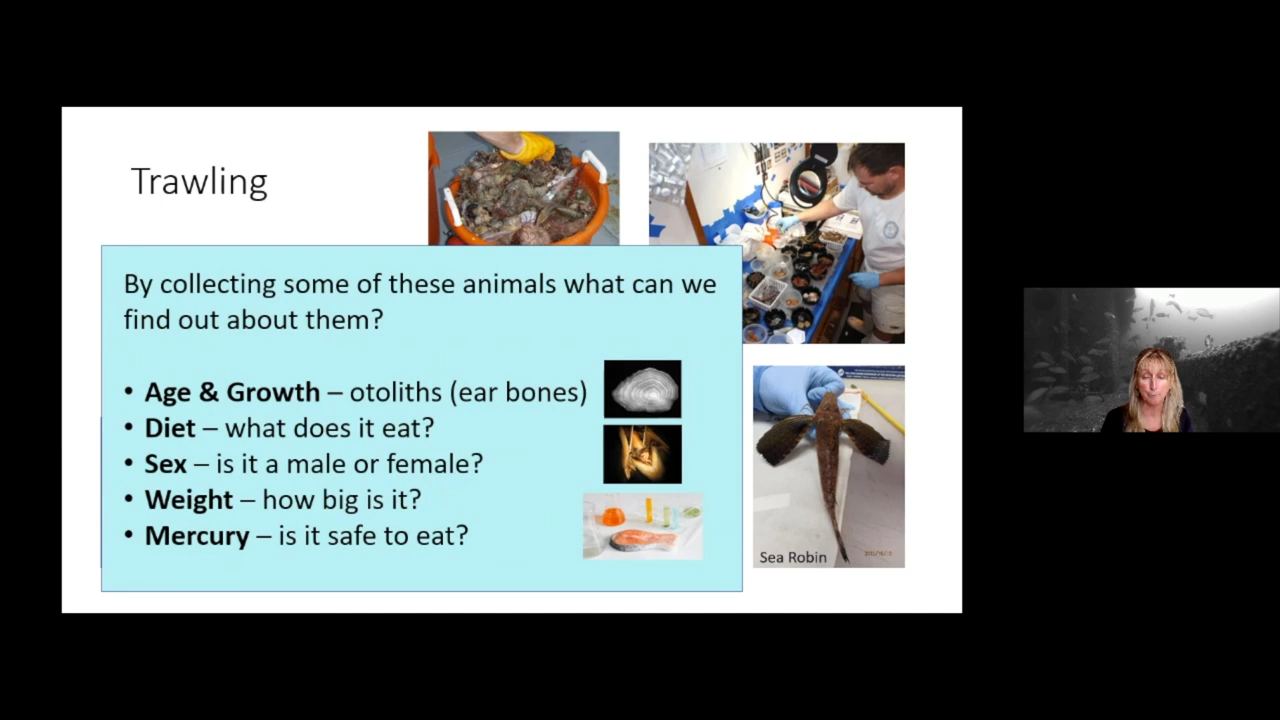 Trawling
By collecting some of these animals what can we
find out about them?
• Age & Growth – otoliths (ear bones)
• Diet – what does it eat?
• Sex – is it a male or female?
• Weight – how big is it?
• Mercury – is it safe to eat?
Sea Robin